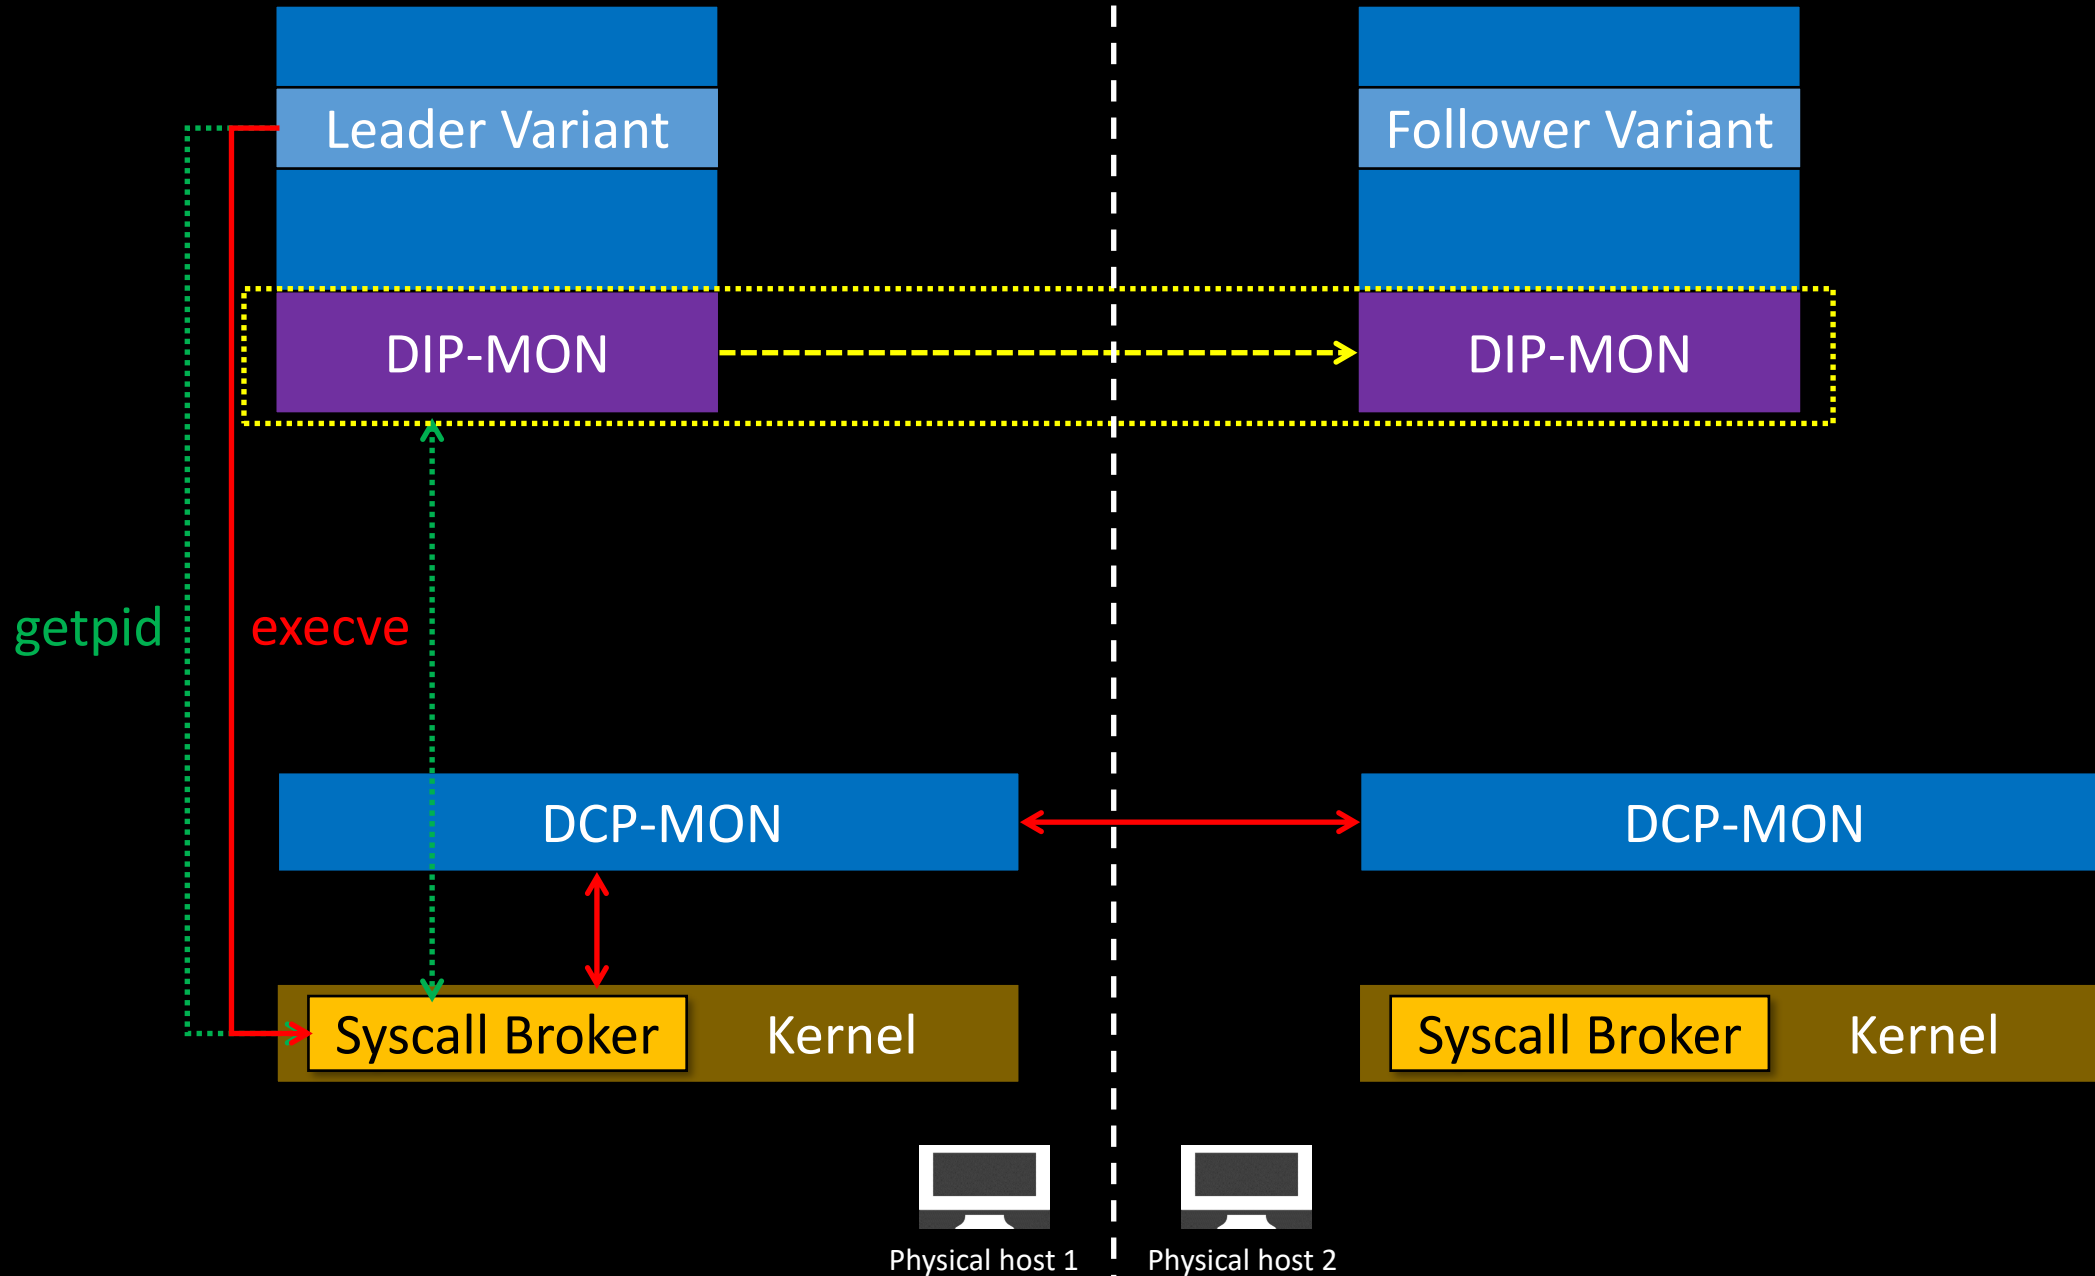 Leader Variant
Follower Variant
DIP-MON
DIP-MON
getpid
execve
DCP-MON
DCP-MON
Syscall Broker
Kernel
Syscall Broker
Kernel
Physical host 1
Physical host 2